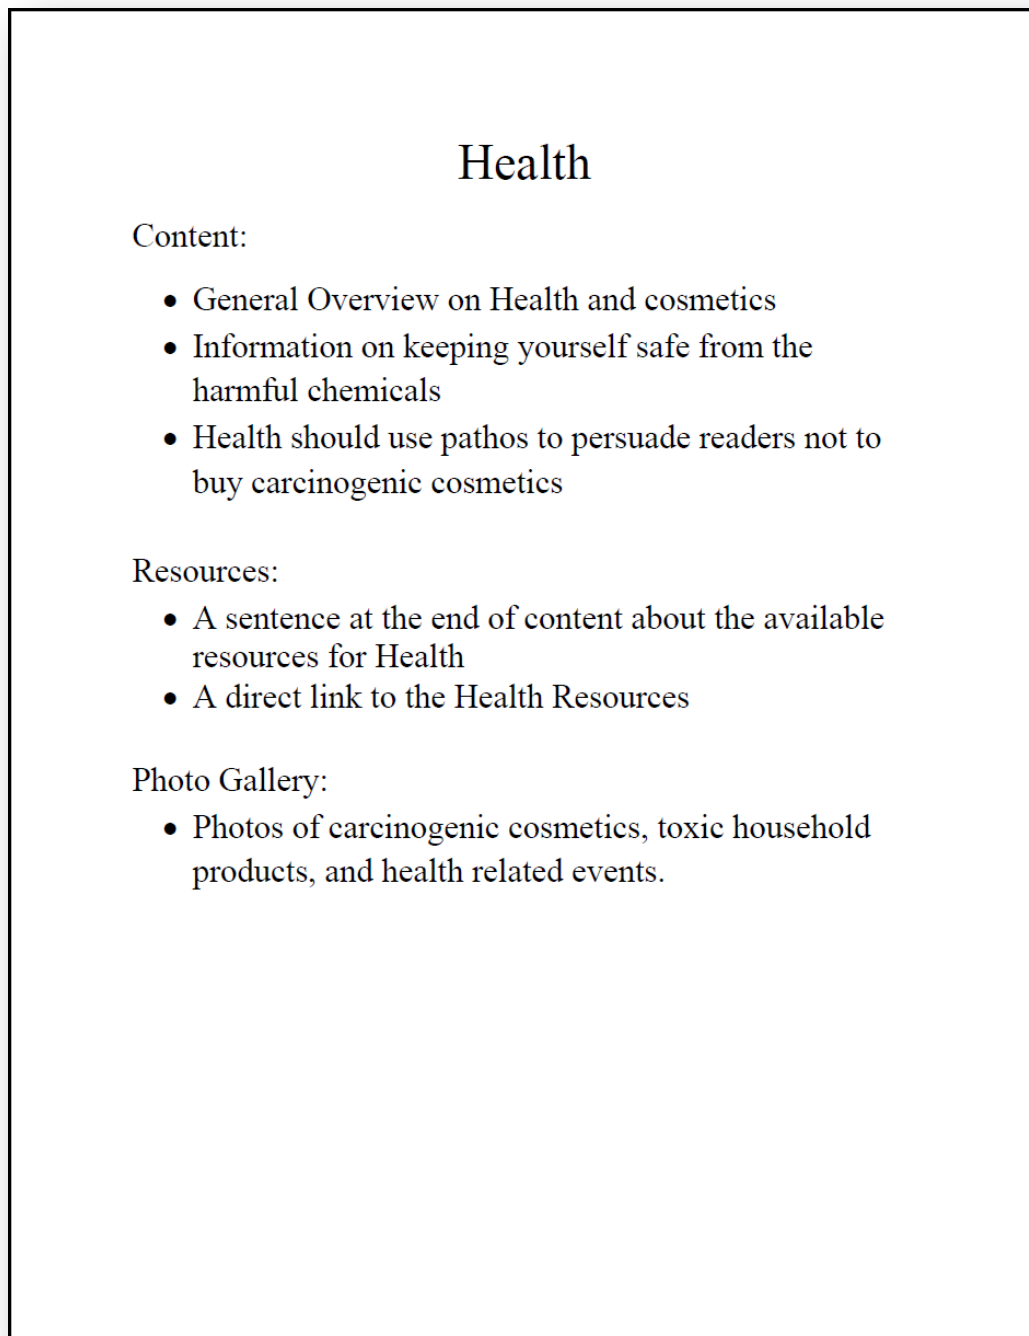 Health
Content:
• General Overview on Health and cosmetics
• Information on keeping yourself safe from the
harmful chemicals
• Health should use pathos to persuade readers not to
buy carcinogenic cosmetics
Resources:
• A sentence at the end of content about the available
resources for Health
• A direct link to the Health Resources
Photo Gallery:
• Photos of carcinogenic cosmetics, toxic household
products, and health related events.